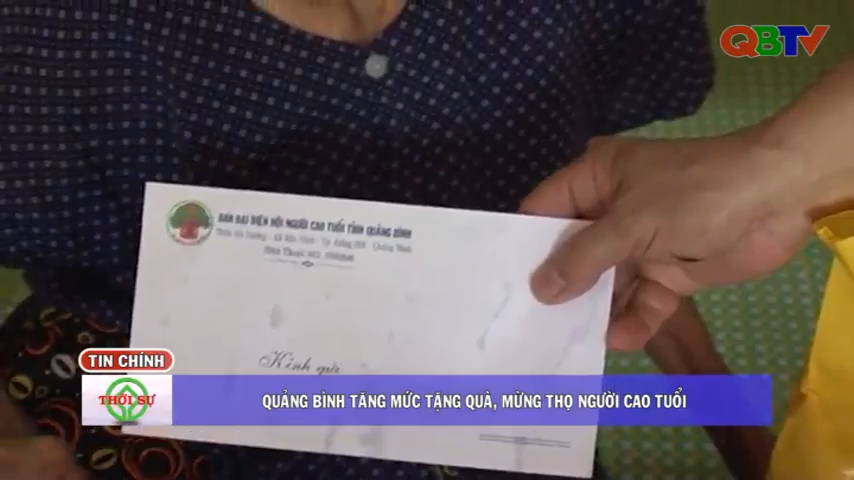 QBTV
BAN ĐẠI DIỆN HỘI NGƯỜI CAO TUỔI TỈNH QUẢNG BÌNH
Kính gửi
TIN CHÍNH
THỜI SỰ
QUẢNG BÌNH TĂNG MỨC TẶNG QUÀ, MỪNG THỌ NGƯỜI CAO TUỔI